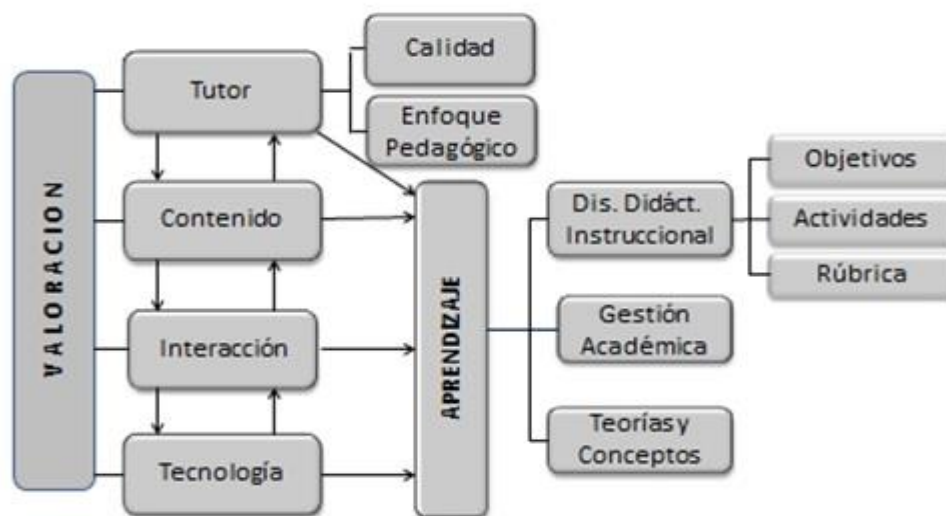 VALORACION
Tutor
Calidad
Enfoque
Pedagógico
Contenido
Interacción
Tecnología
APRENDIZAJE
Dis. Didáct.
Instruccional
Objetivos
Actividades
Rúbrica
Gestión
Académica
Teorías y
Conceptos